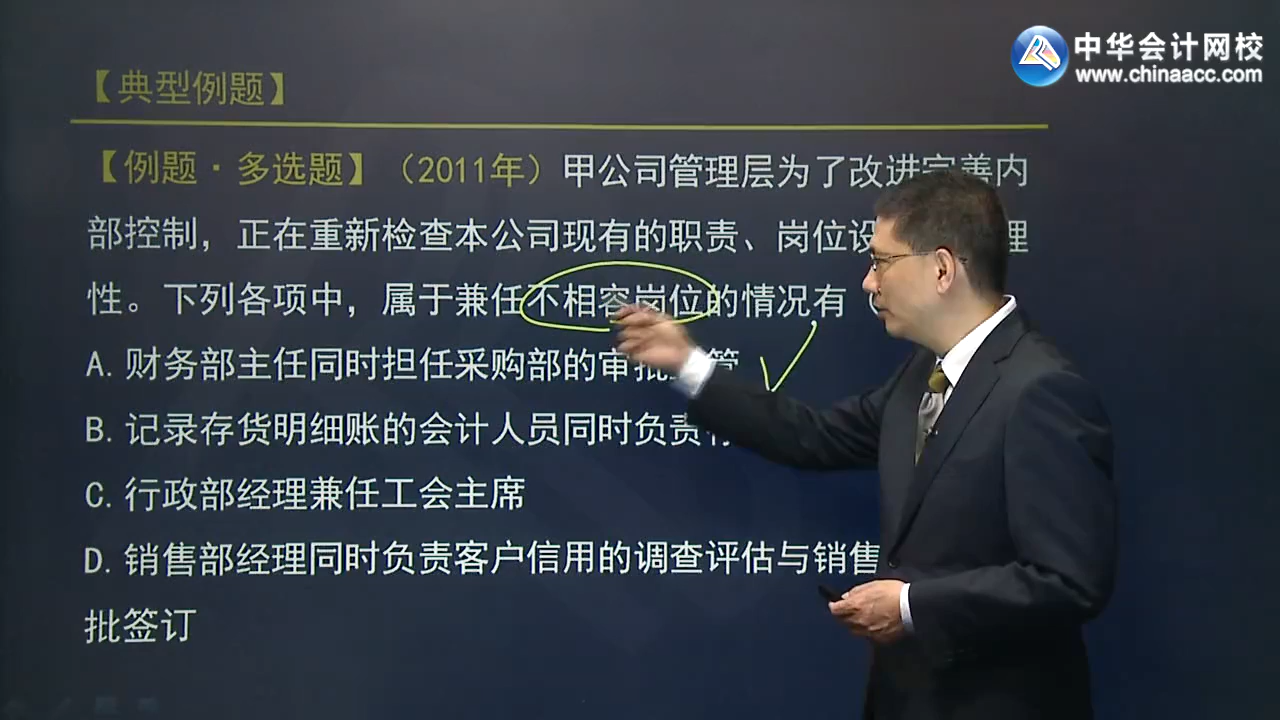 中华会计网校
www.chinaacc.com
【典型例题】
【例题·多选题】（2011年）甲公司管理层为了改进完善内
部控制，正在重新检查本公司现有的职责、岗位设 理
性。下列各项中，属于兼任不相容岗位的情况有（
A. 财务部主任同时担任采购部的审批 管
B. 记录存货明细账的会计人员同时负责
C. 行政部经理兼任工会主席
D. 销售部经理同时负责客户信用的调查评估与销售
批签订